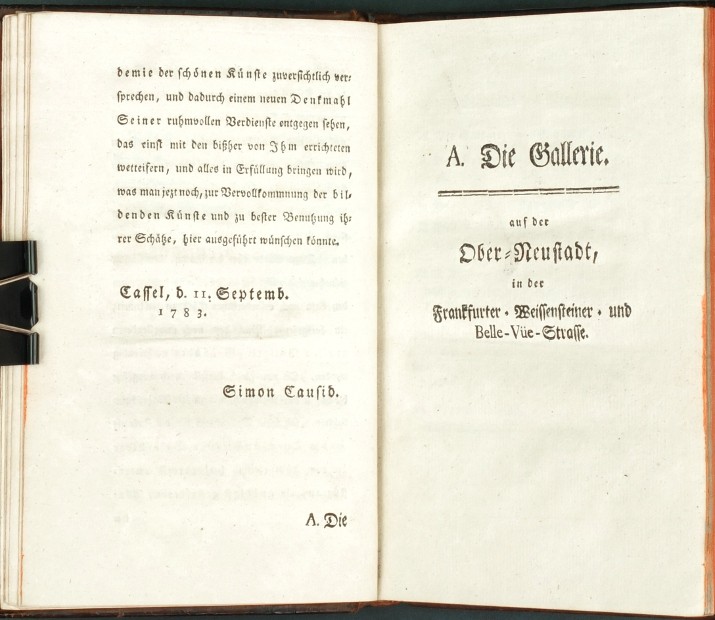 demie der schönen Künste zuversichtlich ver-
sprechen, und dadurch einem neuen Denkmahl
Seiner ruhmvollen Verdienste entgegen sehen,
das einst mit den bißher von Ihm errichteten
wetteifern, und alles in Erfüllung bringen wird,
was man jezt noch, zur Vervollkommnung der bil-
denden Künste und zu bester Benutzung ih-
rer Schätze, hier ausgeführt wünschen könnte.
Cassel, d. 11. Septemb.
1783.
Simon Causid.
A. Die
A. Die Gallerie.
auf der
Ober-Neustadt,
in der
Frankfurter - Weissensteiner - und
Belle-Vüe-Strasse.